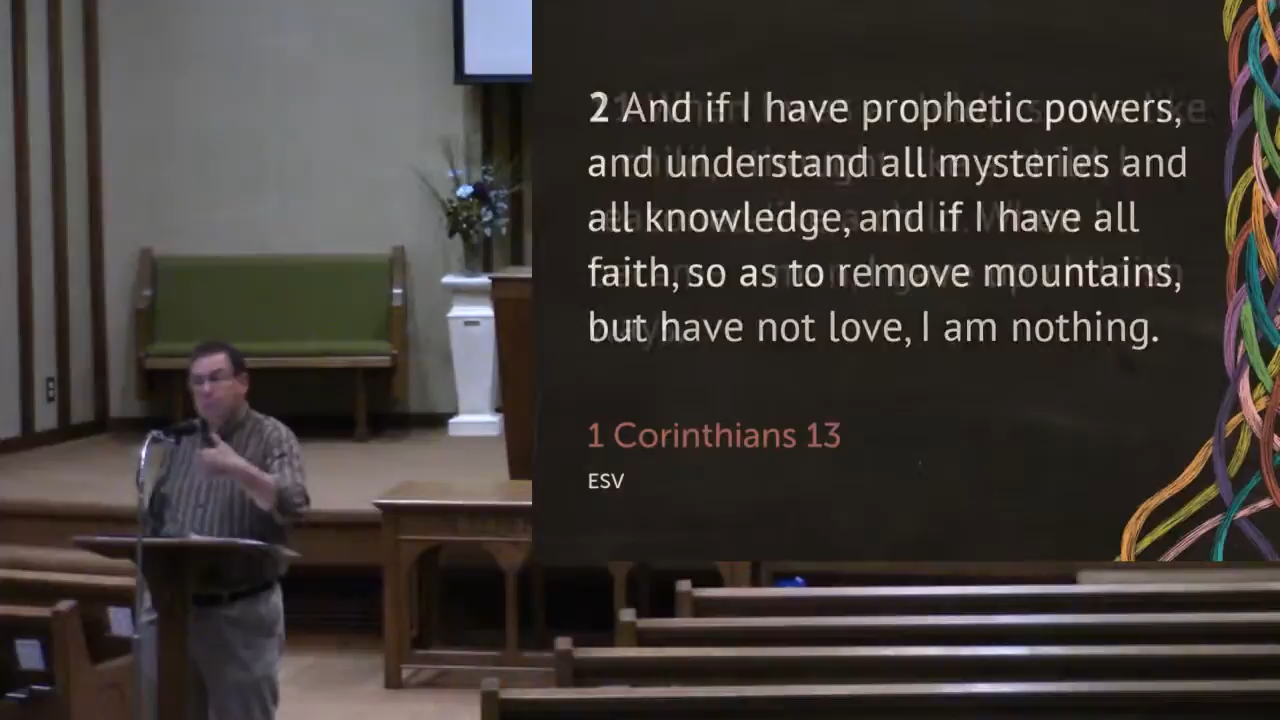 2 And if I have prophetic powers,
and understand all mysteries and
all knowledge, and if I have all
faith, so as to remove mountains,
but have not love, I am nothing.
1 Corinthians 13
ESV